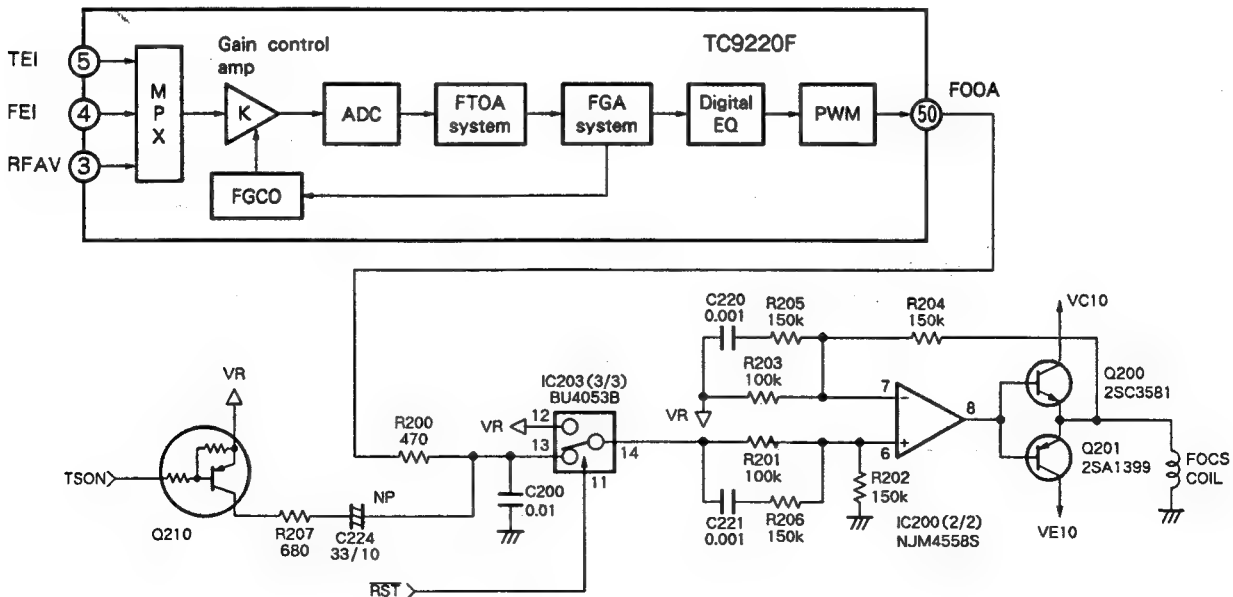 TEI
5
FEI
4
RFAV
3
MPX
Gain control
amp
K
FGCO
ADC
FTOA
system
FGA
system
Digital
EQ
PWM
TC9220F
50
FOOA
VR
TSON
Q210
R207
680
NP
C224
33/10
R200
470
C200
0.01
RST
IC203(3/3)
BU4053B
VR
12
13
14
11
C220
0.001
R205
150k
R204
150k
R203
100k
VR
R201
100k
C221
0.001
R206
150k
R202
150k
7
−
6
+
8
IC200(2/2)
NJM4558S
VC10
Q200
2SC3581
Q201
2SA1399
VE10
FOCS
COIL